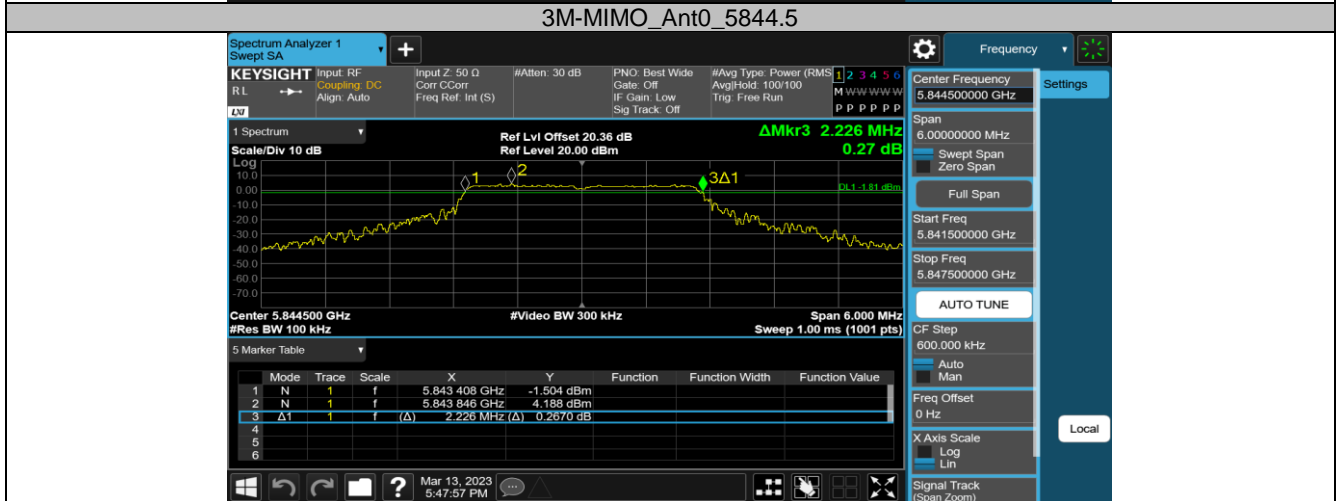 3M-MIMO_Ant0_5844.5
Spectrum Analyzer 1
Swept SA
Frequency
KEYSIGHT
RL
LXI
Input: RF
Coupling: DC
Align: Auto
Input Z: 50 Ω
Corr CCorr
Freq Ref: Int (S)
#Atten: 30 dB
PNO: Best Wide
Gate: Off
IF Gain: Low
Sig Track: Off
#Avg Type: Power (RMS
Avg|Hold: 100/100
Trig: Free Run
1 2 3 4 5 6
M W W W W W
P P P P P P
1 Spectrum
Scale/Div 10 dB
Ref Lvl Offset 20.36 dB
Ref Level 20.00 dBm
ΔMkr3 2.226 MHz
0.27 dB
Log
10.0
0.00
-10.0
-20.0
-30.0
-40.0
-50.0
-60.0
-70.0
1
2
3Δ1
DL1 -1.81 dBm
Center 5.844500 GHz
#Video BW 300 kHz
Span 6.000 MHz
#Res BW 100 kHz
Sweep 1.00 ms (1001 pts)
5 Marker Table
Mode Trace Scale X Y Function Function Width Function Value
1 N 1 f 5.843 408 GHz -1.504 dBm
2 N 1 f 5.843 846 GHz 4.188 dBm
3 Δ1 1 f (Δ) 2.226 MHz (Δ) 0.2670 dB
4
5
6
Mar 13, 2023
5:47:57 PM
Center Frequency
5.844500000 GHz
Settings
Span
6.00000000 MHz
Swept Span
Zero Span
Full Span
Start Freq
5.841500000 GHz
Stop Freq
5.847500000 GHz
AUTO TUNE
CF Step
600.000 kHz
Auto
Man
Freq Offset
0 Hz
Local
X Axis Scale
Log
Lin
Signal Track
(Span Zoom)